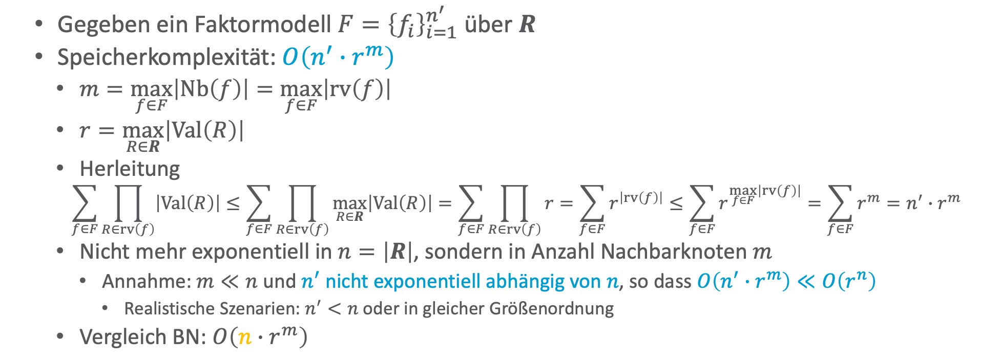 • Gegeben ein Faktormodell $F = \{f_i\}_{i=1}^{n'}$ über $\boldsymbol{R}$
• Speicherkomplexität: $O(n' \cdot r^m)$
• $m = \max_{f \in F} |\mathrm{Nb}(f)| = \max_{f \in F} |\mathrm{rv}(f)|$
• $r = \max_{R \in \boldsymbol{R}} |\mathrm{Val}(R)|$
• Herleitung
$\sum_{f \in F} \prod_{R \in \mathrm{rv}(f)} |\mathrm{Val}(R)| \leq \sum_{f \in F} \prod_{R \in \mathrm{rv}(f)} \max_{R \in \boldsymbol{R}} |\mathrm{Val}(R)| = \sum_{f \in F} \prod_{R \in \mathrm{rv}(f)} r = \sum_{f \in F} r^{|\mathrm{rv}(f)|} \leq \sum_{f \in F} r^{\max_{f \in F} |\mathrm{rv}(f)|} = \sum_{f \in F} r^m = n' \cdot r^m$
• Nicht mehr exponentiell in $n = |\boldsymbol{R}|$, sondern in Anzahl Nachbarknoten $m$
• Annahme: $m \ll n$ und $n'$ nicht exponentiell abhängig von $n$, so dass $O(n' \cdot r^m) \ll O(r^n)$
• Realistische Szenarien: $n' < n$ oder in gleicher Größenordnung
• Vergleich BN: $O(n \cdot r^m)$